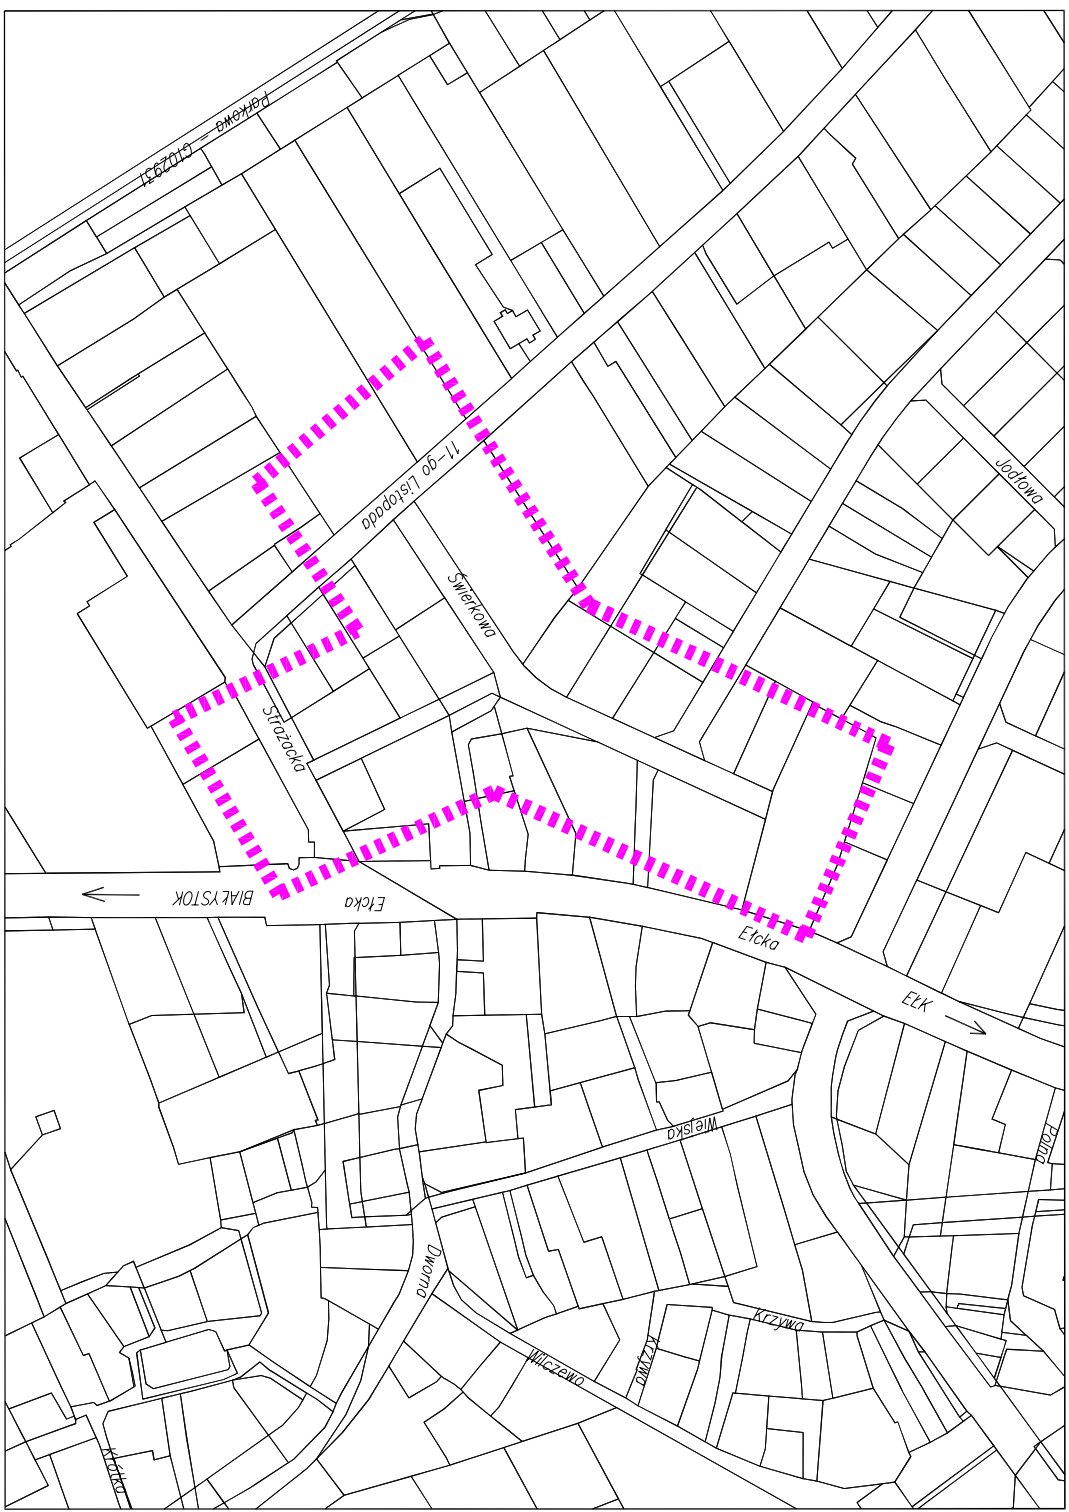 G102931 – Parkowa
11-go Listopada
Jodłowa
Świerkowa
Strażacka
BIAŁYSTOK
Ełcka
Ełcka
EŁK
Wiejska
Polna
Dworna
Krzywa
Krzywa
Wilczewo
Krótka